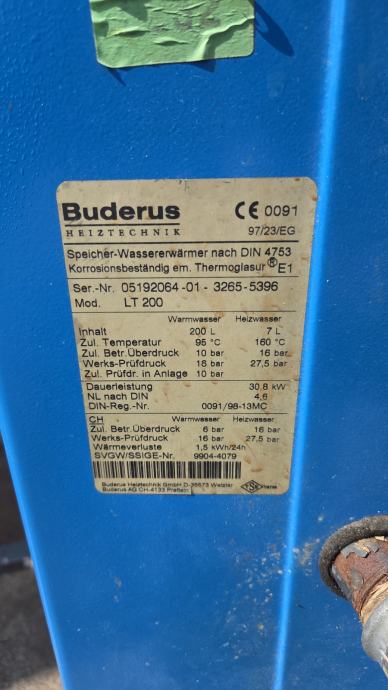 Buderus CE 0091
HEIZTECHNIK 97/23/EG
Speicher-Wassererwärmer nach DIN 4753
Korrosionsbeständig em. Thermoglasur ® E1
Ser.-Nr. 05192064-01-3265-5396
Mod. LT 200
Warmwasser Heizwasser
Inhalt 200 L 7 L
Zul. Temperatur 95 °C 160 °C
Zul. Betr.Überdruck 10 bar 16 bar
Werks-Prüfdruck 18 bar 27,5 bar
Zul. Prüfdr. in Anlage 10 bar
Dauerleistung 30,8 kW
NL nach DIN 4,6
DIN-Reg.-Nr. 0091/98-13MC
CH Warmwasser Heizwasser
Zul. Betr.Überdruck 6 bar 16 bar
Werks-Prüfdruck 16 bar 27,5 bar
Wärmeverluste 1,5 kWh/24h
SVGW/SSIGE-Nr. 9904-4079
Buderus Heiztechnik GmbH D-35573 Wetzlar
Buderus AG CH-4133 Pratteln